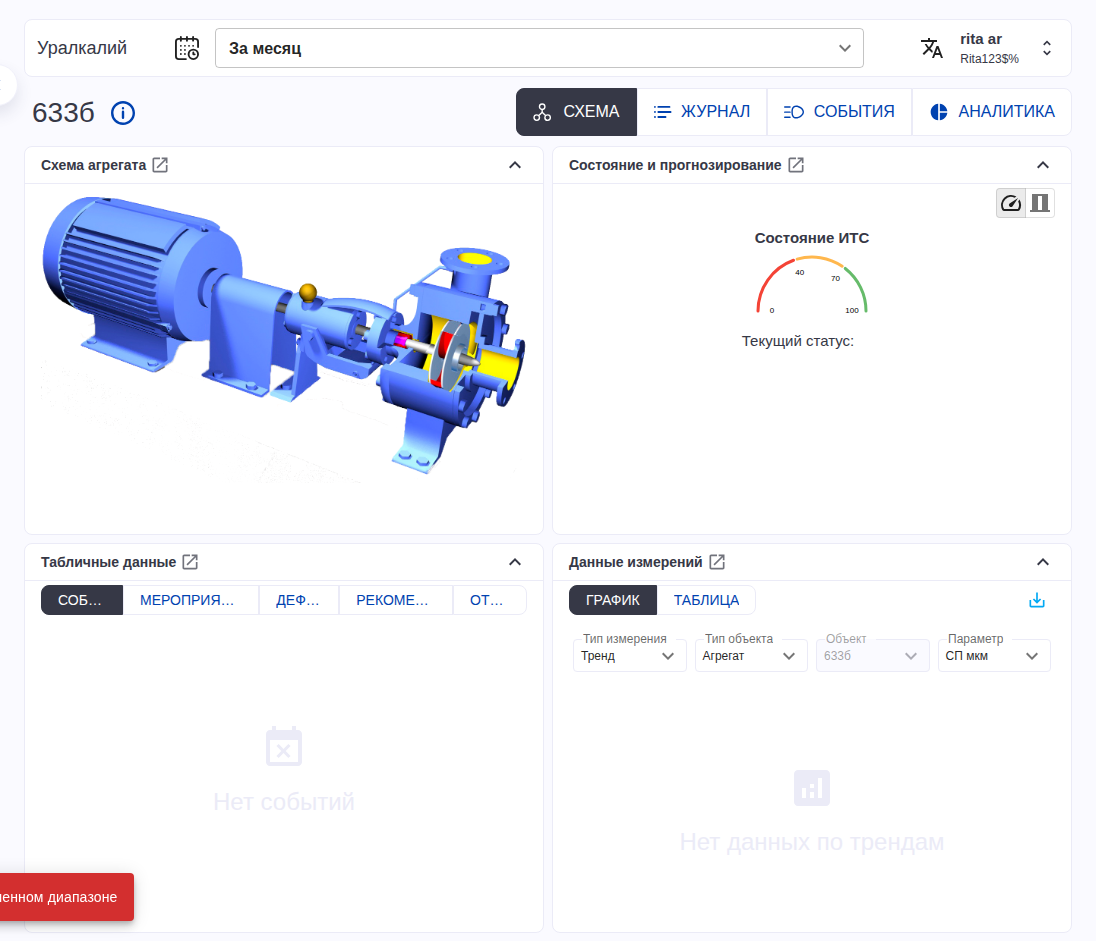 Уралкалий
За месяц
rita ar
Rita123$%
633б
СХЕМА
ЖУРНАЛ
СОБЫТИЯ
АНАЛИТИКА
Схема агрегата
Состояние и прогнозирование
Состояние ИТС
40
70
0
100
Текущий статус:
Табличные данные
СОБ…
МЕРОПРИЯ…
ДЕФ…
РЕКОМЕ…
ОТ…
Нет событий
Данные измерений
ГРАФИК
ТАБЛИЦА
Тип измерения
Тренд
Тип объекта
Агрегат
Объект
633б
Параметр
СП мкм
Нет данных по трендам
диапазоне